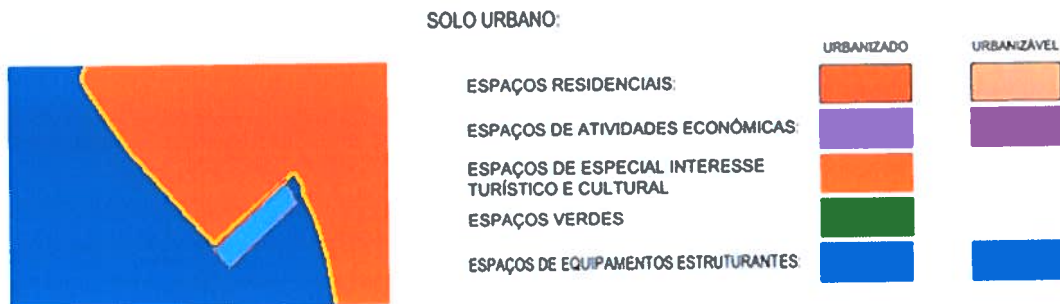 SOLO URBANO:
URBANIZADO URBANIZÁVEL
ESPAÇOS RESIDENCIAIS:
ESPAÇOS DE ATIVIDADES ECONÓMICAS:
ESPAÇOS DE ESPECIAL INTERESSE
TURÍSTICO E CULTURAL
ESPAÇOS VERDES
ESPAÇOS DE EQUIPAMENTOS ESTRUTURANTES: